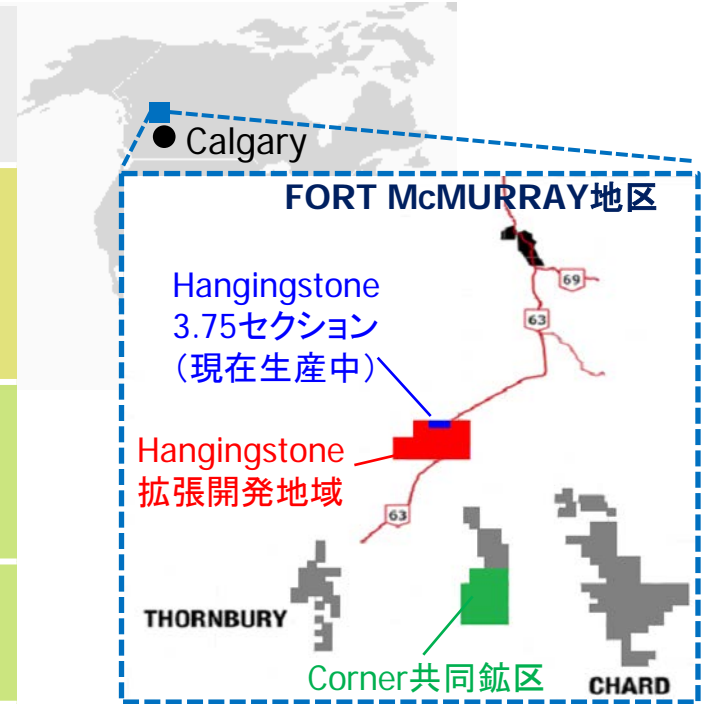 Calgary
FORT McMURRAY地区
69
63
Hangingstone
3.75セクション
（現在生産中）
Hangingstone
拡張開発地域
63
THORNBURY
Corner共同鉱区
CHARD